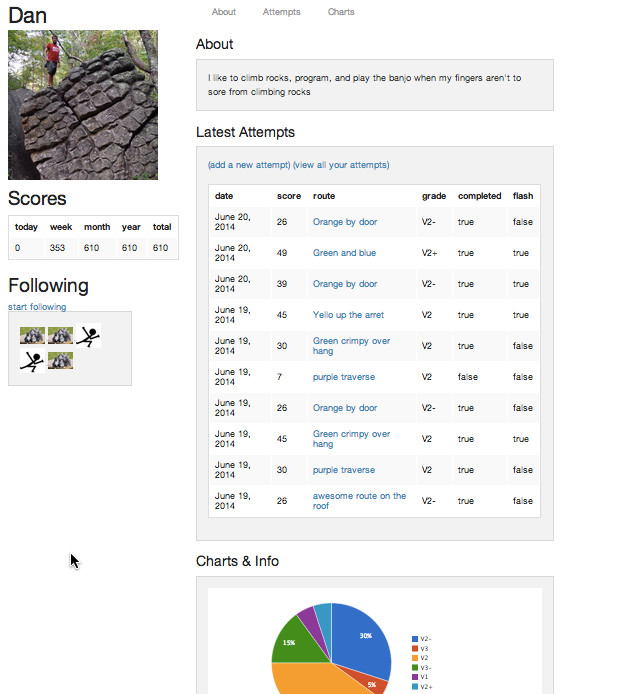 Dan
About Attempts Charts
About
I like to climb rocks, program, and play the banjo when my fingers aren't to
sore from climbing rocks
Scores
today week month year total
0 353 610 610 610
Following
start following
Latest Attempts
(add a new attempt) (view all your attempts)
date score route grade completed flash
June 20,
2014
26 Orange by door V2- true false
June 20,
2014
49 Green and blue V2+ true true
June 20,
2014
39 Orange by door V2- true false
June 19,
2014
45 Yello up the arret V2 true true
June 19,
2014
30 Green crimpy over
hang
V2 true false
June 19,
2014
7 purple traverse V2 false false
June 19,
2014
26 Orange by door V2- true false
June 19,
2014
45 Green crimpy over
hang
V2 true true
June 19,
2014
30 purple traverse V2 true false
June 19,
2014
26 awesome route on the
roof
V2- true false
Charts & Info
30%
15%
5%
V2-
V3
V2
V3-
V1
V2+